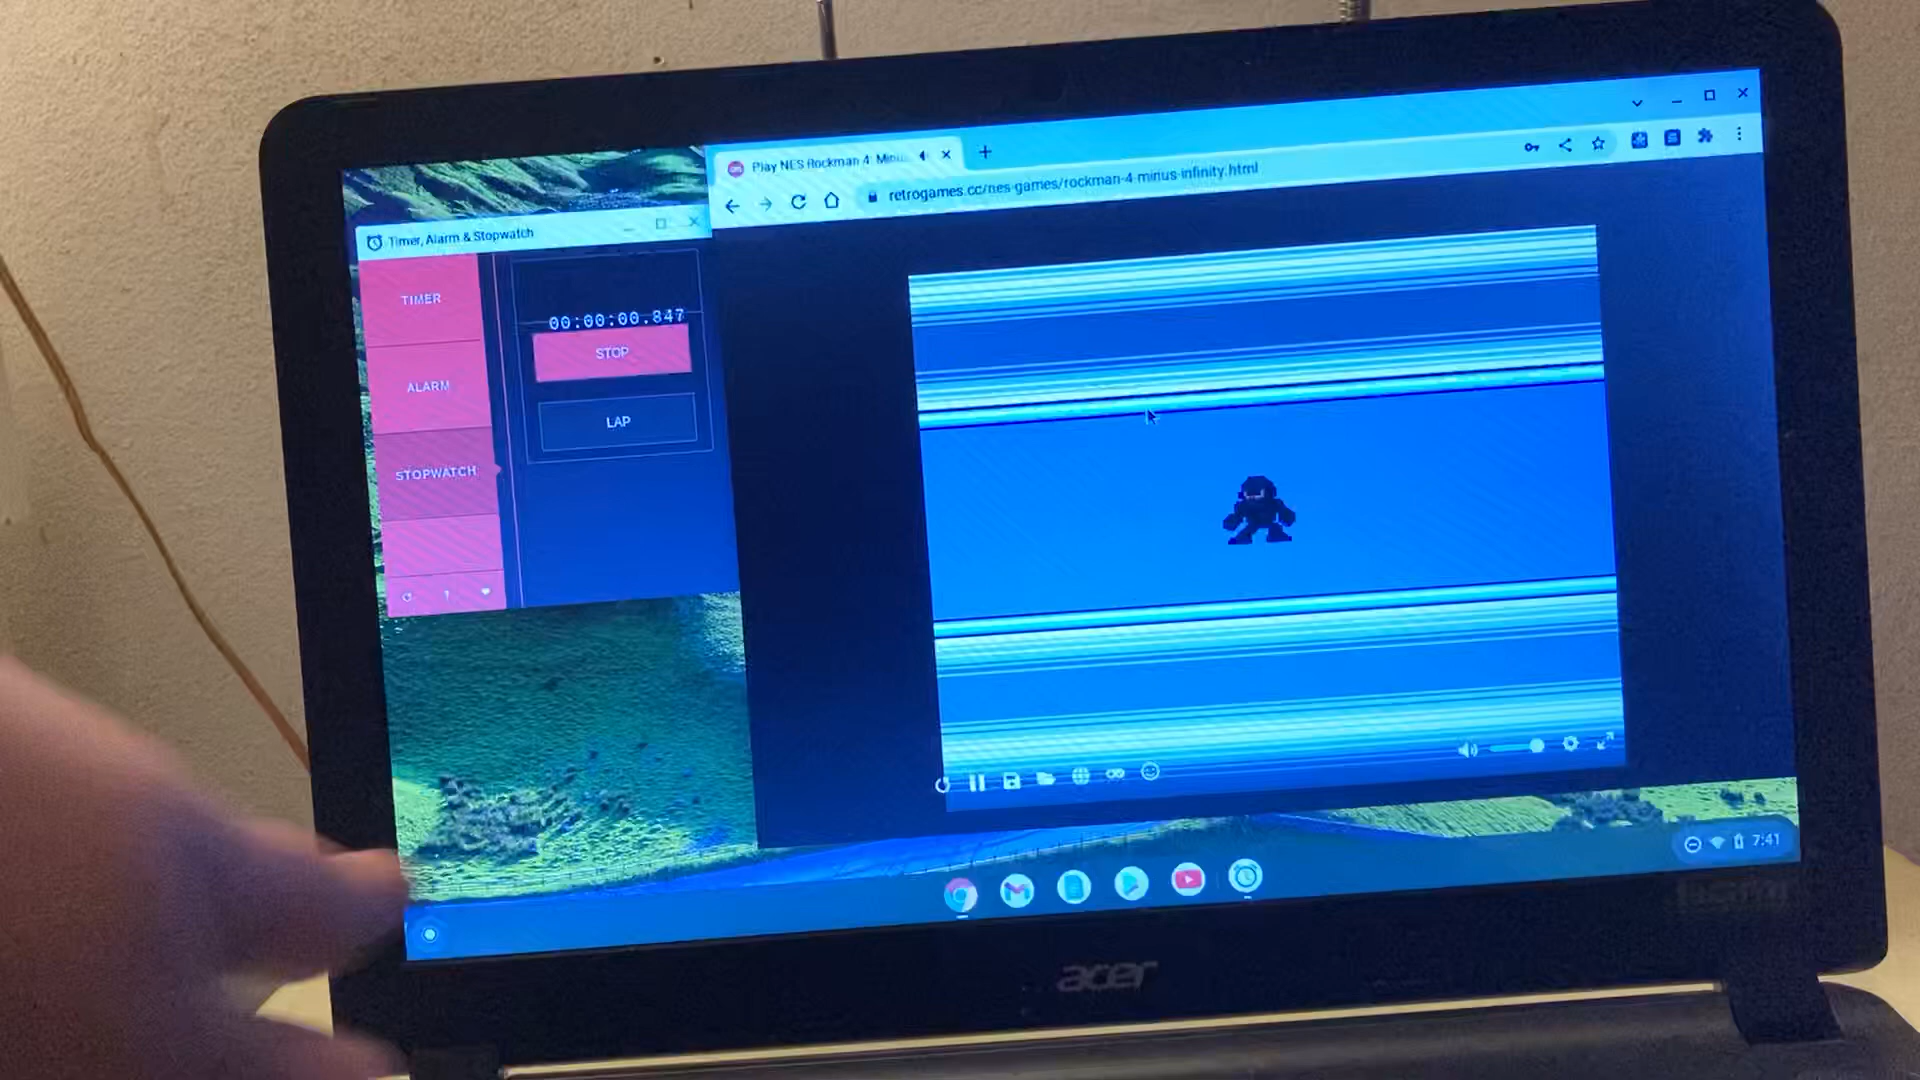 Play NES Rockman 4 Minu
retrogames.cc/nes-games/rockman-4-minus-infinity.html
Timer, Alarm & Stopwatch
TIMER
00:00:00.847
STOP
ALARM
LAP
STOPWATCH
7:41
acer